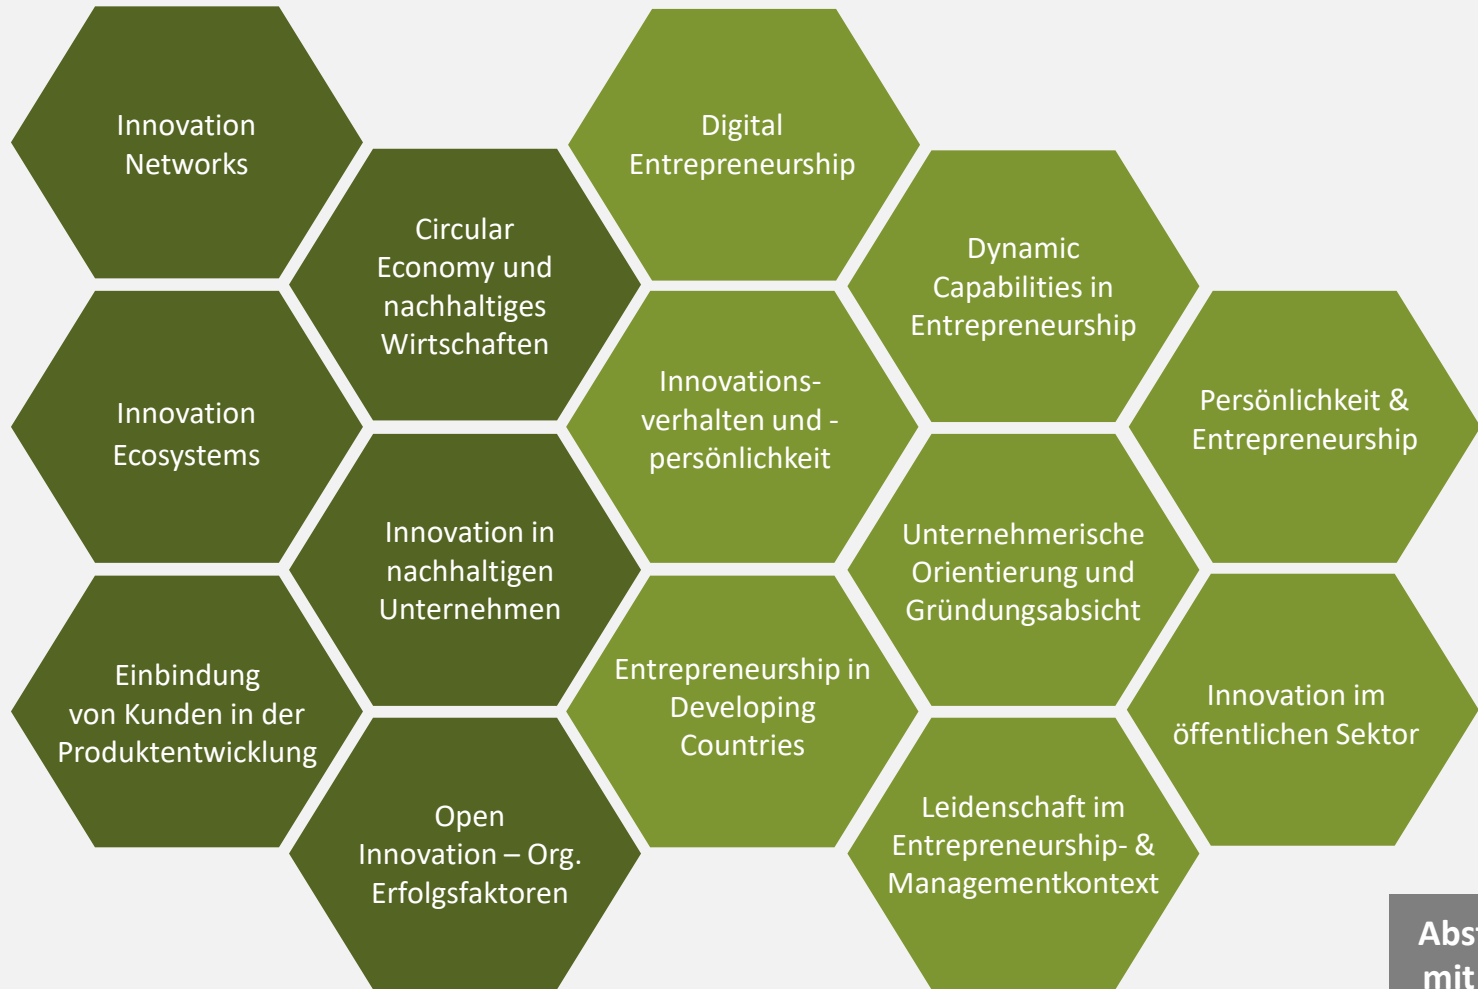 Innovation
Networks
Digital
Entrepreneurship
Circular
Economy und
nachhaltiges
Wirtschaften
Dynamic
Capabilities in
Entrepreneurship
Innovation
Ecosystems
Innovations-
verhalten und -
persönlichkeit
Persönlichkeit &
Entrepreneurship
Innovation in
nachhaltigen
Unternehmen
Unternehmerische
Orientierung und
Gründungsabsicht
Einbindung
von Kunden in der
Produktentwicklung
Entrepreneurship in
Developing
Countries
Innovation im
öffentlichen Sektor
Open
Innovation – Org.
Erfolgsfaktoren
Leidenschaft im
Entrepreneurship- &
Managementkontext
mit